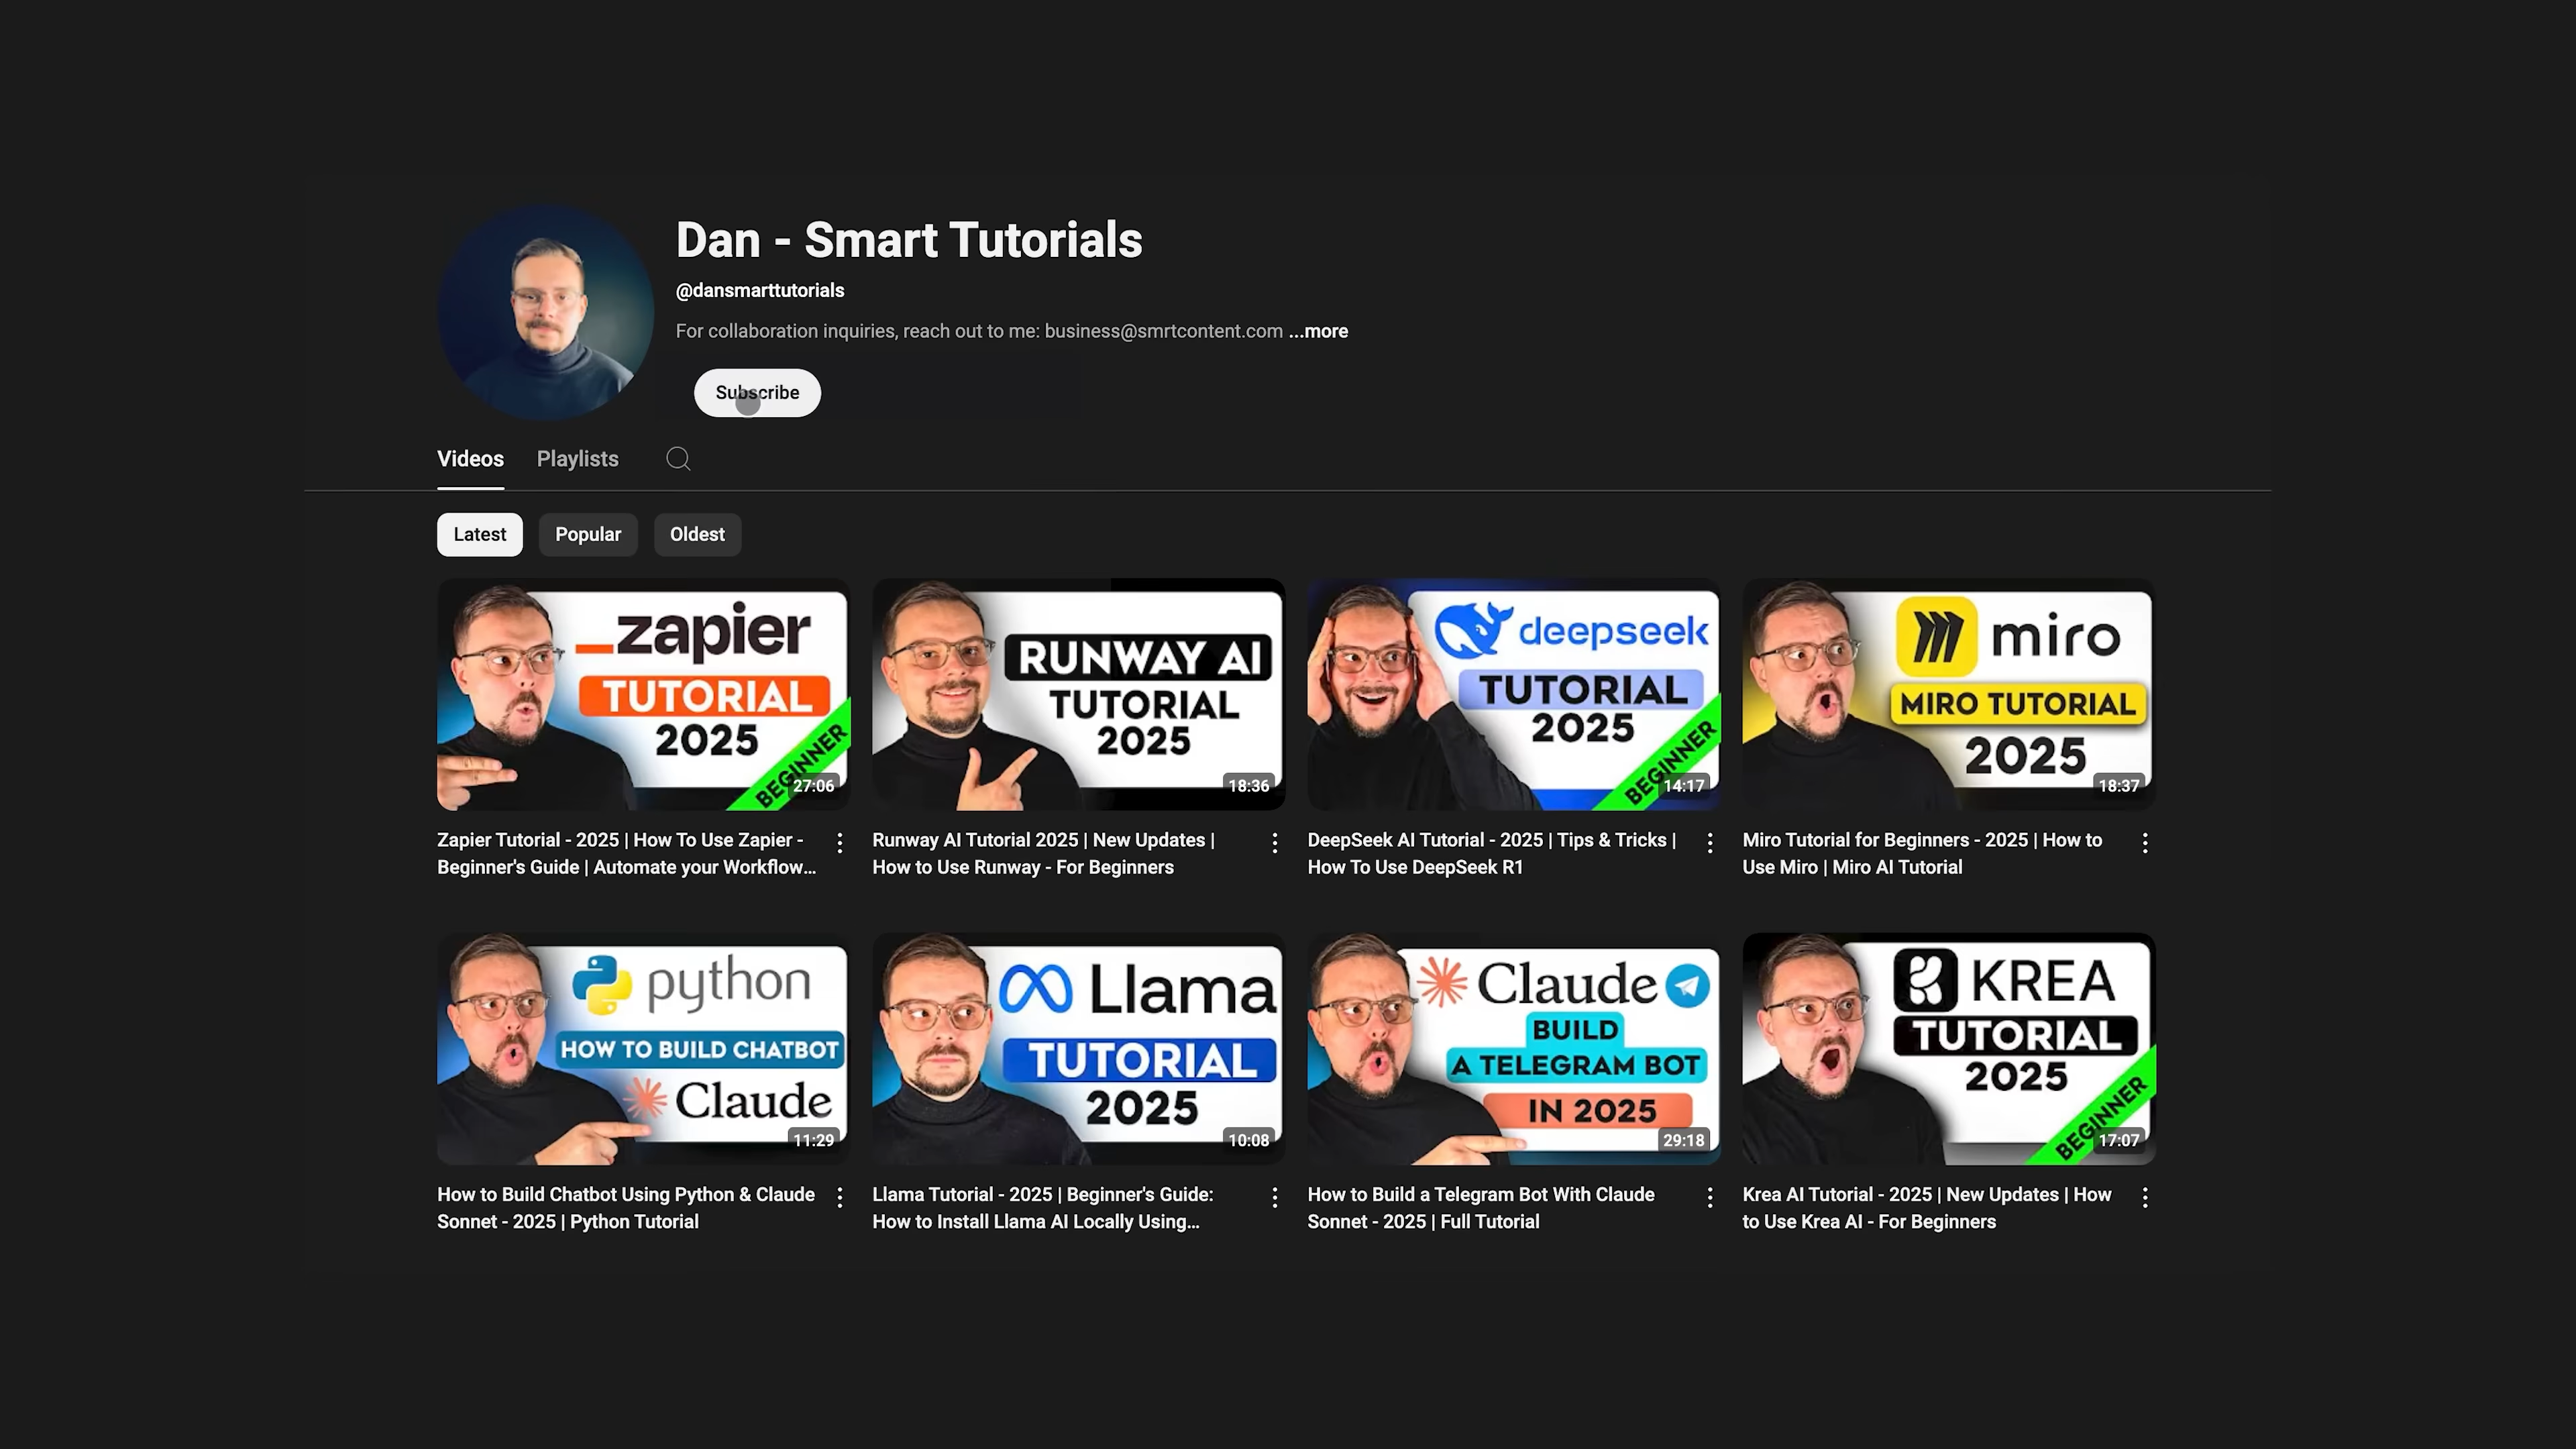 Dan - Smart Tutorials
@dansmarttutorials
For collaboration inquiries, reach out to me: business@smrtcontent.com ...more
Subscribe
Videos Playlists
Latest Popular Oldest
zapier
TUTORIAL
2025
BEGINNER
27:06
RUNWAY AI
TUTORIAL
2025
18:36
deepseek
TUTORIAL
2025
BEGINNER
14:17
miro
MIRO TUTORIAL
2025
18:37
Zapier Tutorial - 2025 | How To Use Zapier -
Beginner's Guide | Automate your Workflow...
Runway AI Tutorial 2025 | New Updates |
How to Use Runway - For Beginners
DeepSeek AI Tutorial - 2025 | Tips & Tricks |
How To Use DeepSeek R1
Miro Tutorial for Beginners - 2025 | How to
Use Miro | Miro AI Tutorial
python
HOW TO BUILD CHATBOT
Claude
11:29
Llama
TUTORIAL
2025
10:08
Claude
BUILD
A TELEGRAM BOT
IN 2025
29:18
KREA
TUTORIAL
2025
BEGINNER
17:07
How to Build Chatbot Using Python & Claude
Sonnet - 2025 | Python Tutorial
Llama Tutorial - 2025 | Beginner's Guide:
How to Install Llama AI Locally Using...
How to Build a Telegram Bot With Claude
Sonnet - 2025 | Full Tutorial
Krea AI Tutorial - 2025 | New Updates | How
to Use Krea AI - For Beginners